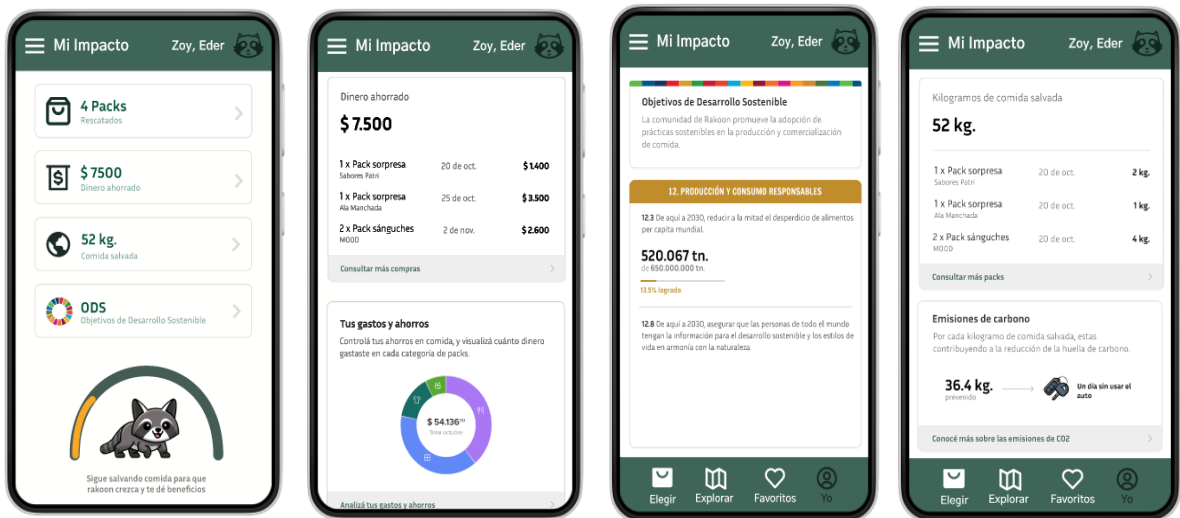 Mi Impacto
Zoy, Eder
4 Packs
Rescatados
$ 7500
Dinero ahorrado
52 kg.
Comida salvada
ODS
Objetivos de Desarrollo Sostenible
Sigue salvando comida para que
rakoon crezca y te dé beneficios
Mi Impacto
Zoy, Eder
Dinero ahorrado
$ 7.500
1 x Pack sorpresa 20 de oct. $1.400
Sabores Patri
1 x Pack sorpresa 25 de oct. $3.500
Ala Manchada
2 x Pack sánguches 2 de nov. $2.600
MOOD
Consultar más compras
Tus gastos y ahorros
Controlá tus ahorros en comida, y visualizá cuánto dinero
gastaste en cada categoría de packs.
$ 54.136
Total octubre
Analizá tus gastos y ahorros
Mi Impacto
Zoy, Eder
Objetivos de Desarrollo Sostenible
La comunidad de Rakoon promueve la adopción de
prácticas sostenibles en la producción y comercialización
de comida.
12. PRODUCCIÓN Y CONSUMO RESPONSABLES
12.3 De aquí a 2030, reducir a la mitad el desperdicio de alimentos
per capita mundial.
520.067 tn.
de 650.000.000 tn.
13.5% logrado
12.8 De aquí a 2030, asegurar que las personas de todo el mundo
tengan la información para el desarrollo sostenible y los estilos de
vida en armonía con la naturaleza.
Elegir Explorar Favoritos Yo
Mi Impacto
Zoy, Eder
Kilogramos de comida salvada
52 kg.
1 x Pack sorpresa 20 de oct. 2 kg.
Sabores Patri
1 x Pack sorpresa 20 de oct. 1 kg.
Ala Manchada
2 x Pack sánguches 20 de oct. 4 kg.
MOOD
Consultar más packs
Emisiones de carbono
Por cada kilogramo de comida salvada, estas
contribuyendo a la reducción de la huella de carbono.
36.4 kg.
prevenido
Un día sin usar el
auto
Conocé más sobre las emisiones de CO2
Elegir Explorar Favoritos Yo